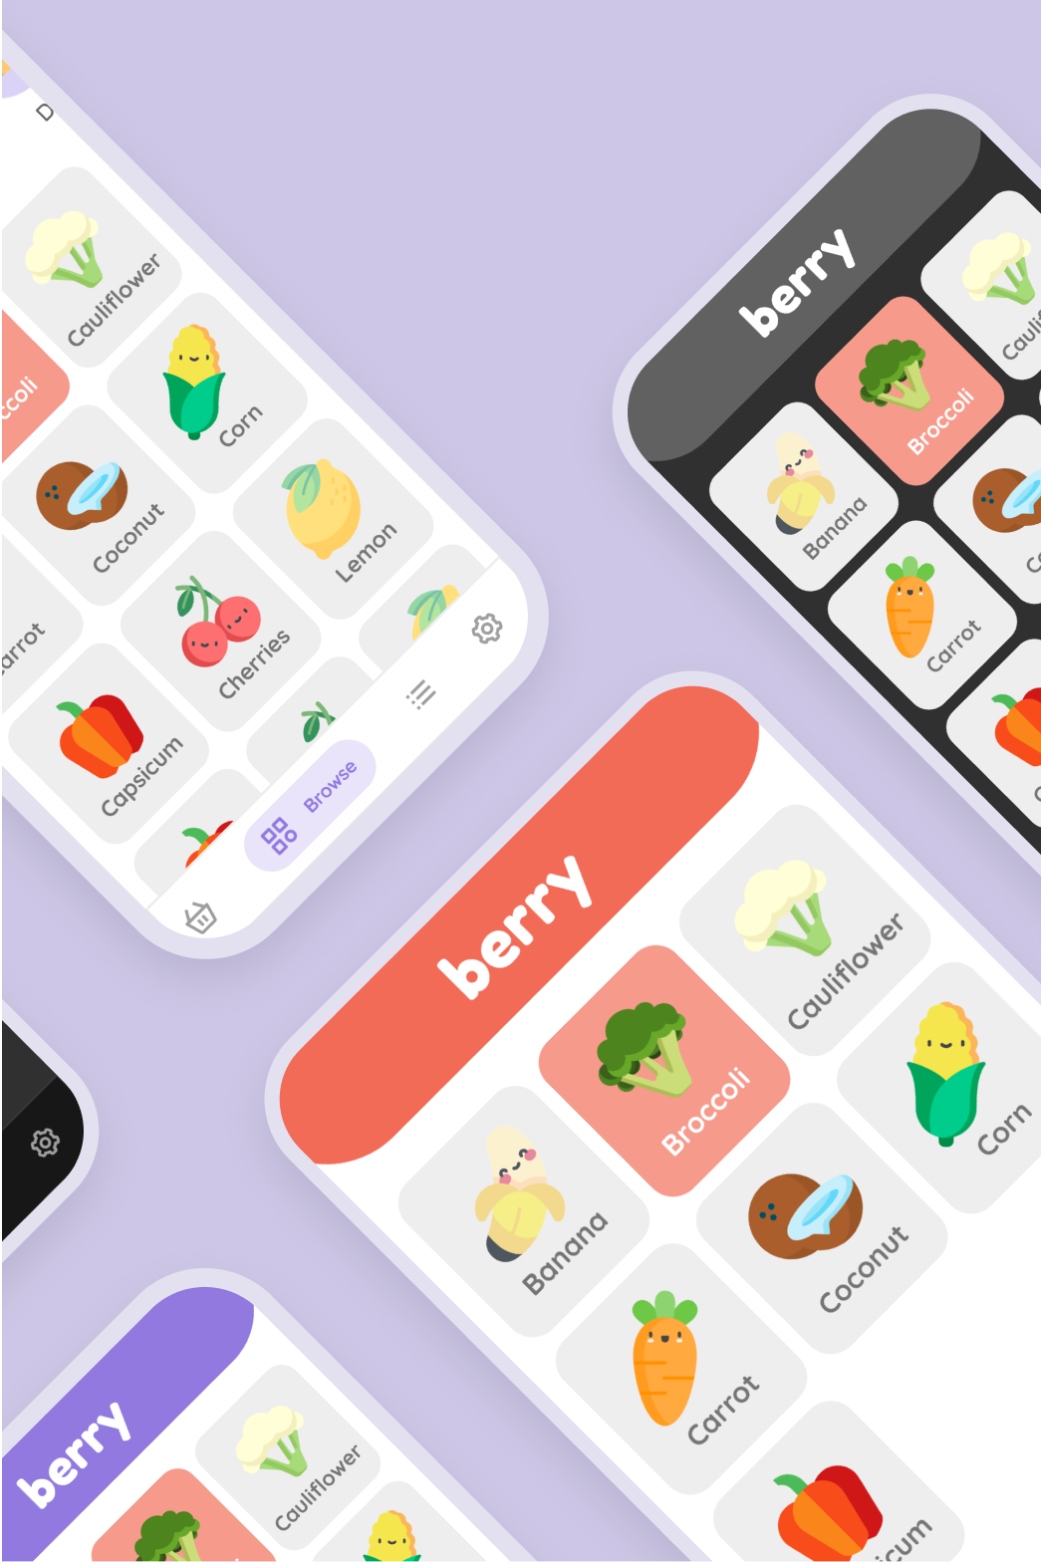 D
Cauliflower
ccoli
Corn
Coconut
Lemon
arrot
Cherries
Capsicum
Browse
berry
Broccoli
Cauli
Banana
Carrot
berry
Cauliflower
Broccoli
Corn
Banana
Coconut
Carrot
icum
berry
Cauliflower